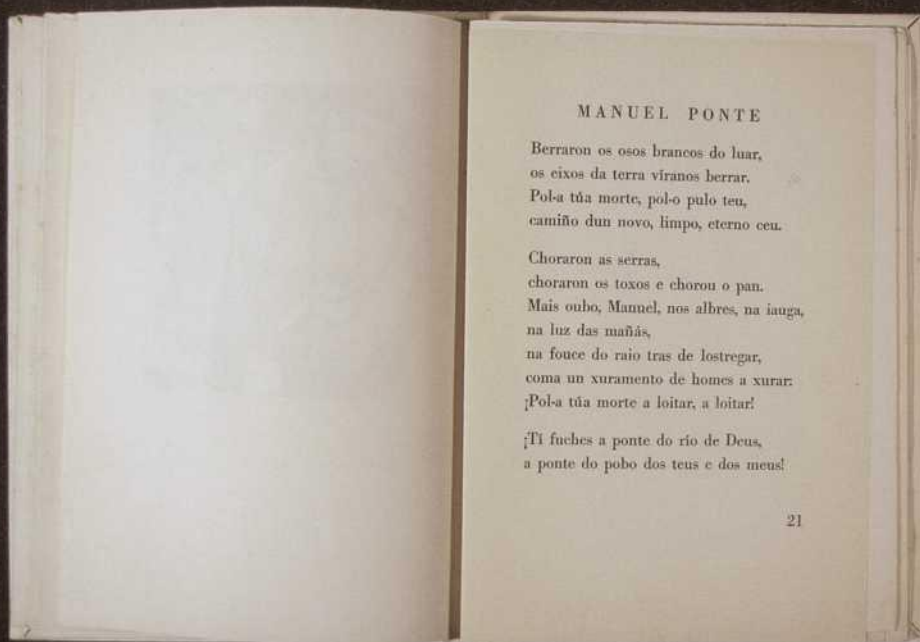 MANUEL PONTE
Berraron os osos brancos do luar,
os eixos da terra víranos berrar.
Pol-a túa morte, pol-o pulo teu,
camiño dun novo, limpo, eterno ceu.
Choraron as serras,
choraron os toxos e chorou o pan.
Mais oubo, Manuel, nos albres, na iauga,
na luz das mañás,
na fouce do raio tras de lostregar,
coma un xuramento de homes a xurar:
¡Pol-a túa morte a loitar, a loitar!
¡Tí fuches a ponte do río de Deus,
a ponte do pobo dos teus e dos meus!
21